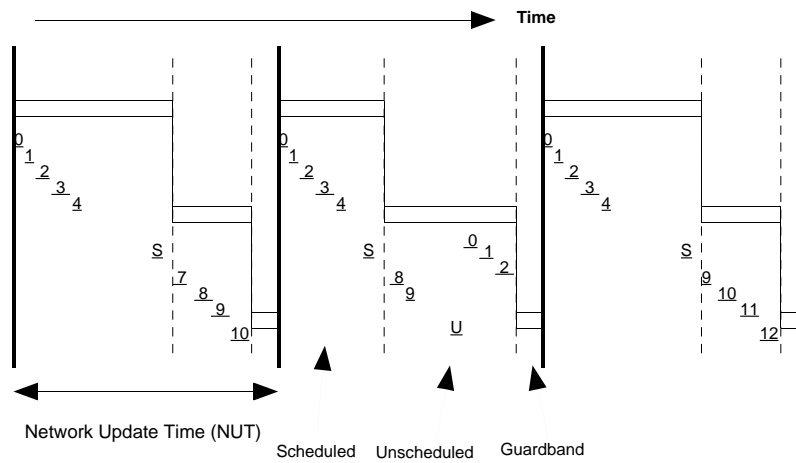 Time
0 0 0
1 1 1
2 2 2
3 3 3
4 4 4
S S 0 S
1
7 8 2 9
8 9 10
9 11
10 U 12
Network Update Time (NUT)
Scheduled Unscheduled Guardband